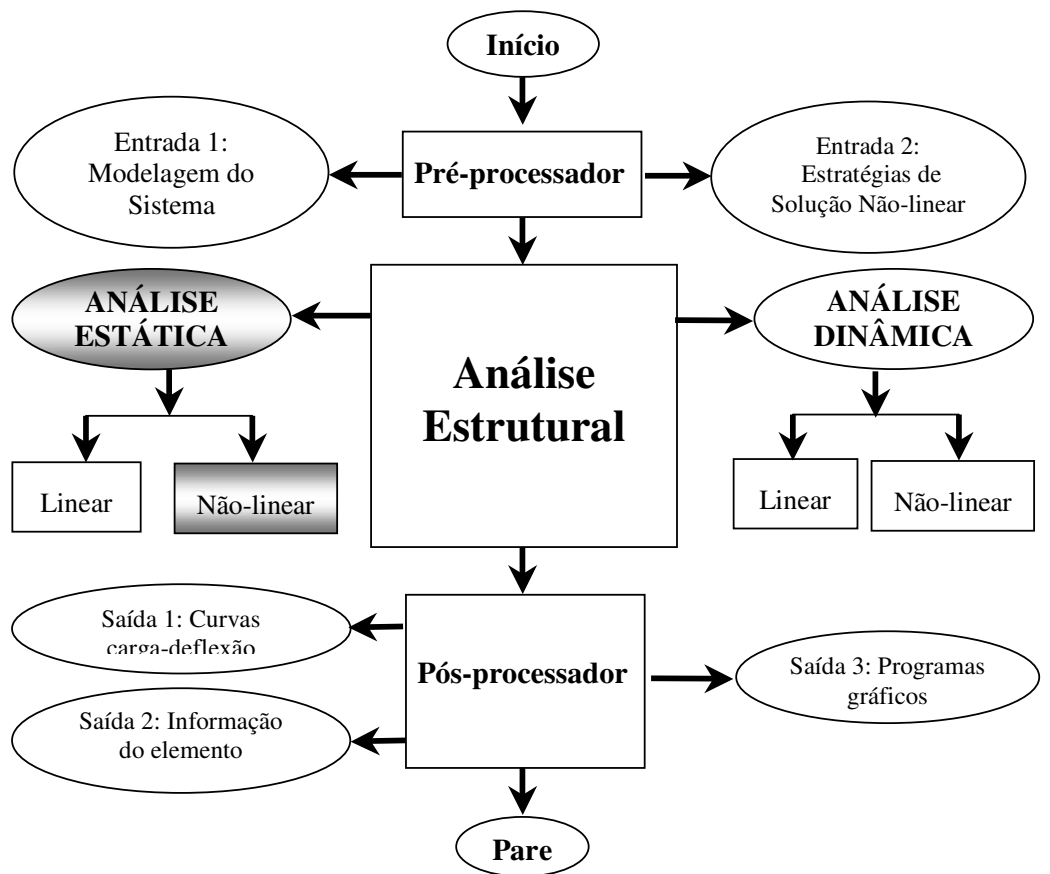 Início
Entrada 1:
Modelagem do
Sistema
Pré-processador
Entrada 2:
Estratégias de
Solução Não-linear
ANÁLISE
ESTÁTICA
Análise
Estrutural
ANÁLISE
DINÂMICA
Linear
Não-linear
Linear
Não-linear
Saída 1: Curvas
carga-deflexão
Saída 2: Informação
do elemento
Pós-processador
Saída 3: Programas
gráficos
Pare